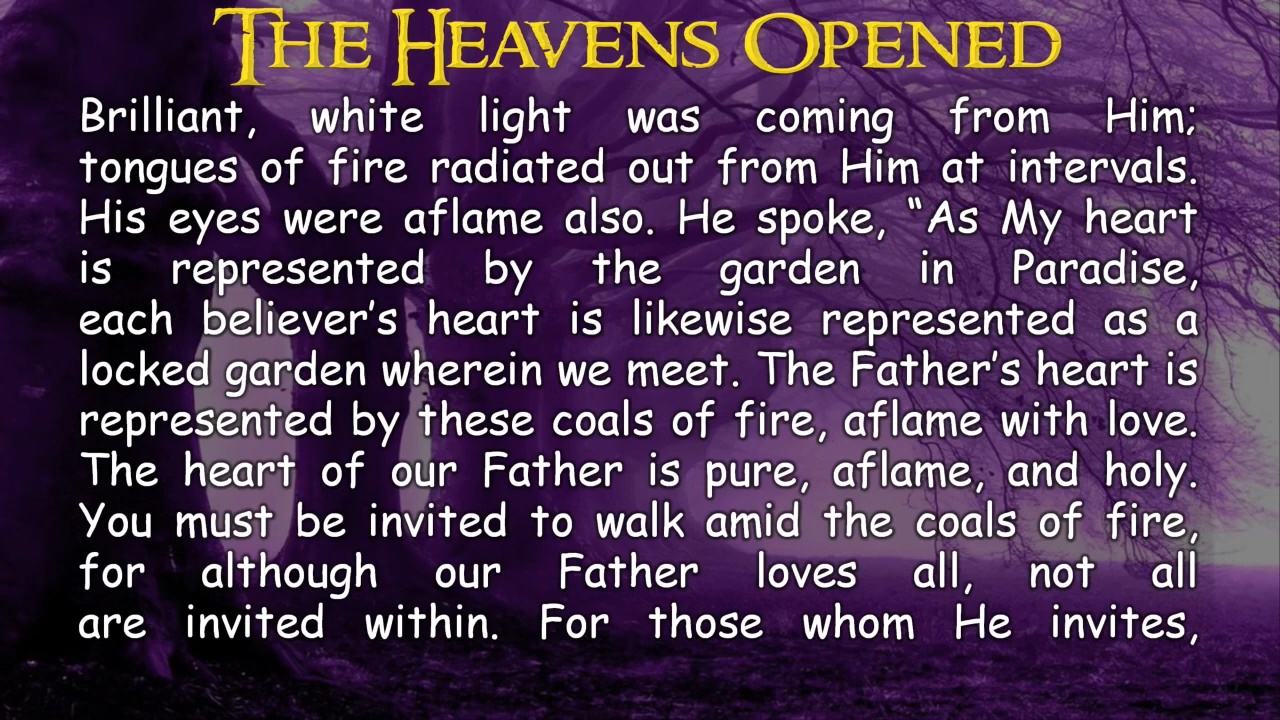 The Heavens Opened
Brilliant, white light was coming from Him;
tongues of fire radiated out from Him at intervals.
His eyes were aflame also. He spoke, “As My heart
is represented by the garden in Paradise,
each believer’s heart is likewise represented as a
locked garden wherein we meet. The Father’s heart is
represented by these coals of fire, aflame with love.
The heart of our Father is pure, aflame, and holy.
You must be invited to walk amid the coals of fire,
for although our Father loves all, not all
are invited within. For those whom He invites,